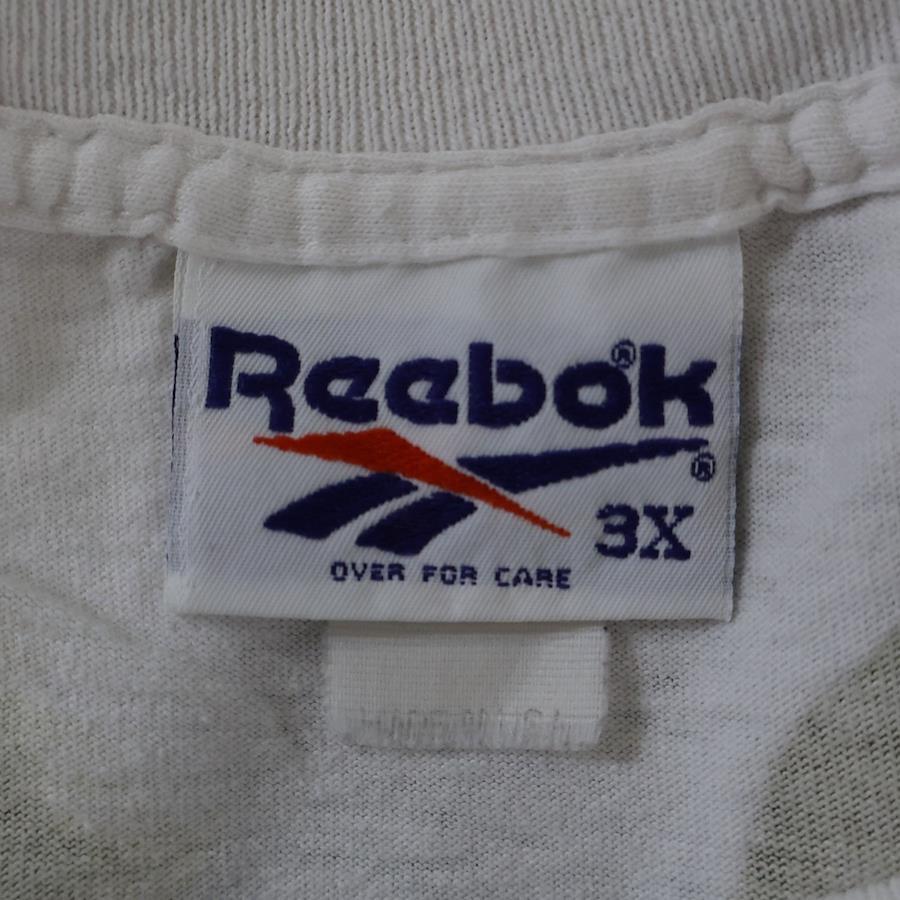 Reebok®
®
3X
OVER FOR CARE